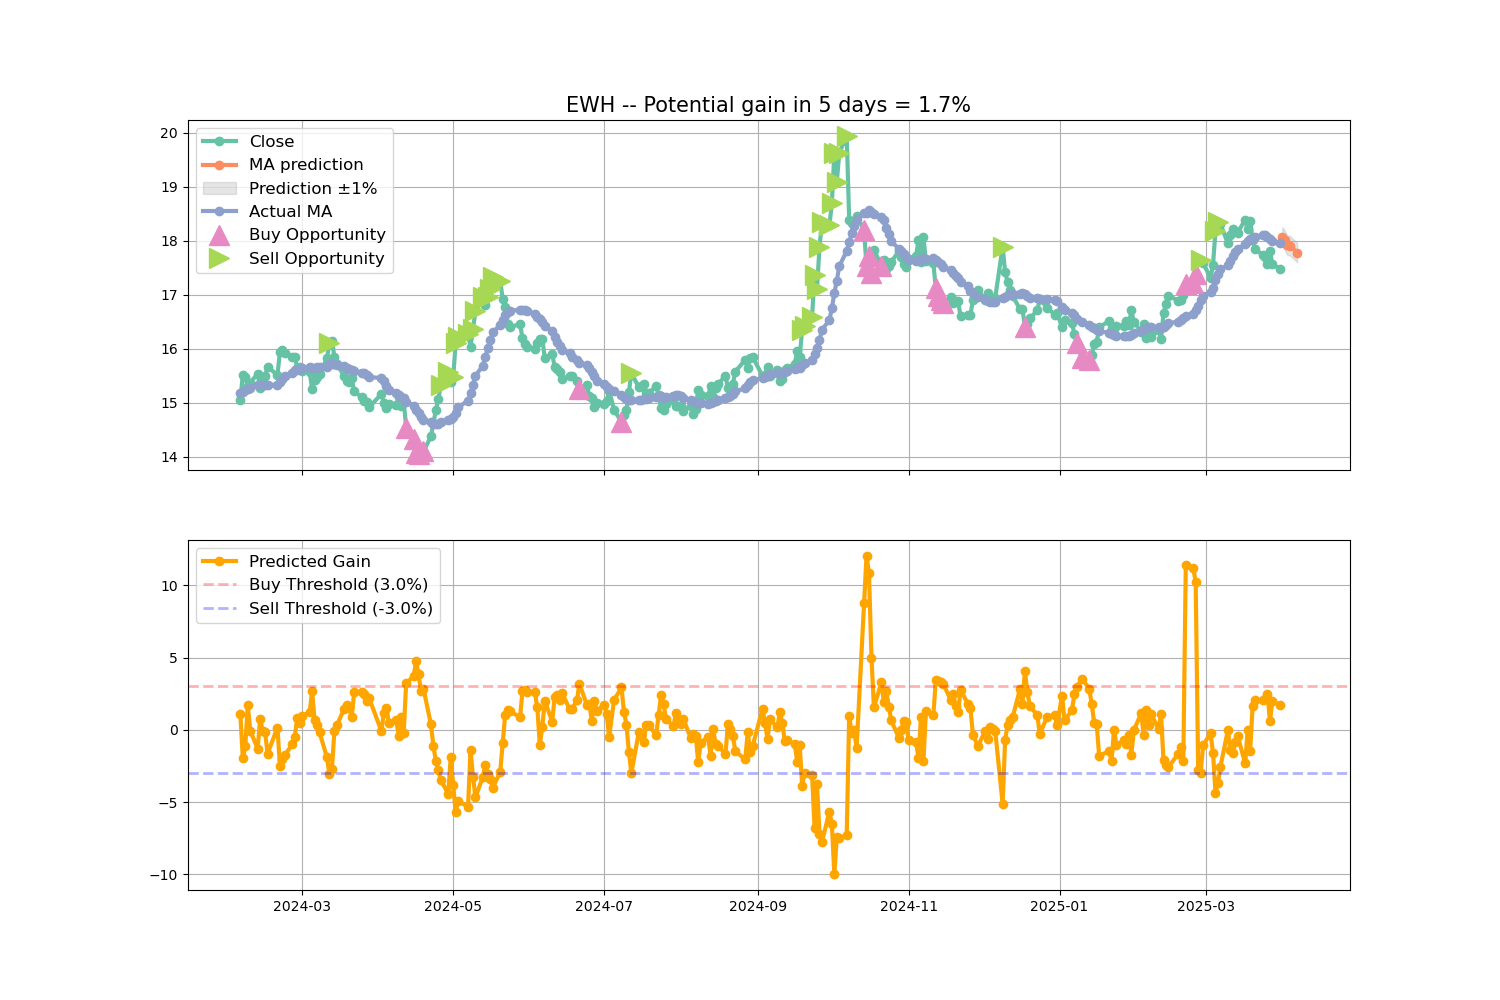 EWH -- Potential gain in 5 days = 1.7%
20
19
18
17
16
15
14
Close
MA prediction
Prediction ±1%
Actual MA
Buy Opportunity
Sell Opportunity
10
5
0
−5
−10
Predicted Gain
Buy Threshold (3.0%)
Sell Threshold (-3.0%)
2024-03
2024-05
2024-07
2024-09
2024-11
2025-01
2025-03